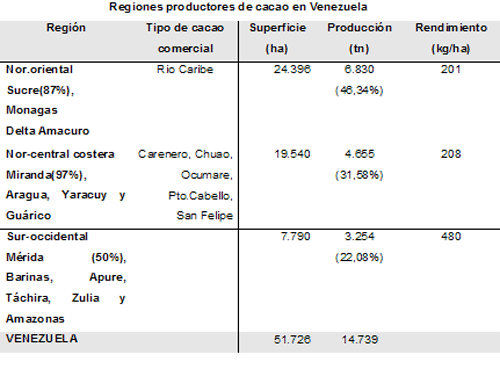 Regiones productores de cacao en Venezuela
Región Tipo de cacao comercial Superficie (ha) Producción (tn) Rendimiento (kg/ha)
Nor.oriental Rio Caribe 24.396 6.830 201
Sucre(87%), (46,34%)
Monagas
Delta Amacuro
Nor-central costera Carenero, Chuao, 19.540 4.655 208
Miranda(97%), Ocumare, (31,58%)
Aragua, Yaracuy y Pto.Cabello,
Guárico San Felipe
Sur-occidental 7.790 3.254 480
Mérida (50%), (22,08%)
Barinas, Apure,
Táchira, Zulia y
Amazonas
VENEZUELA 51.726 14.739